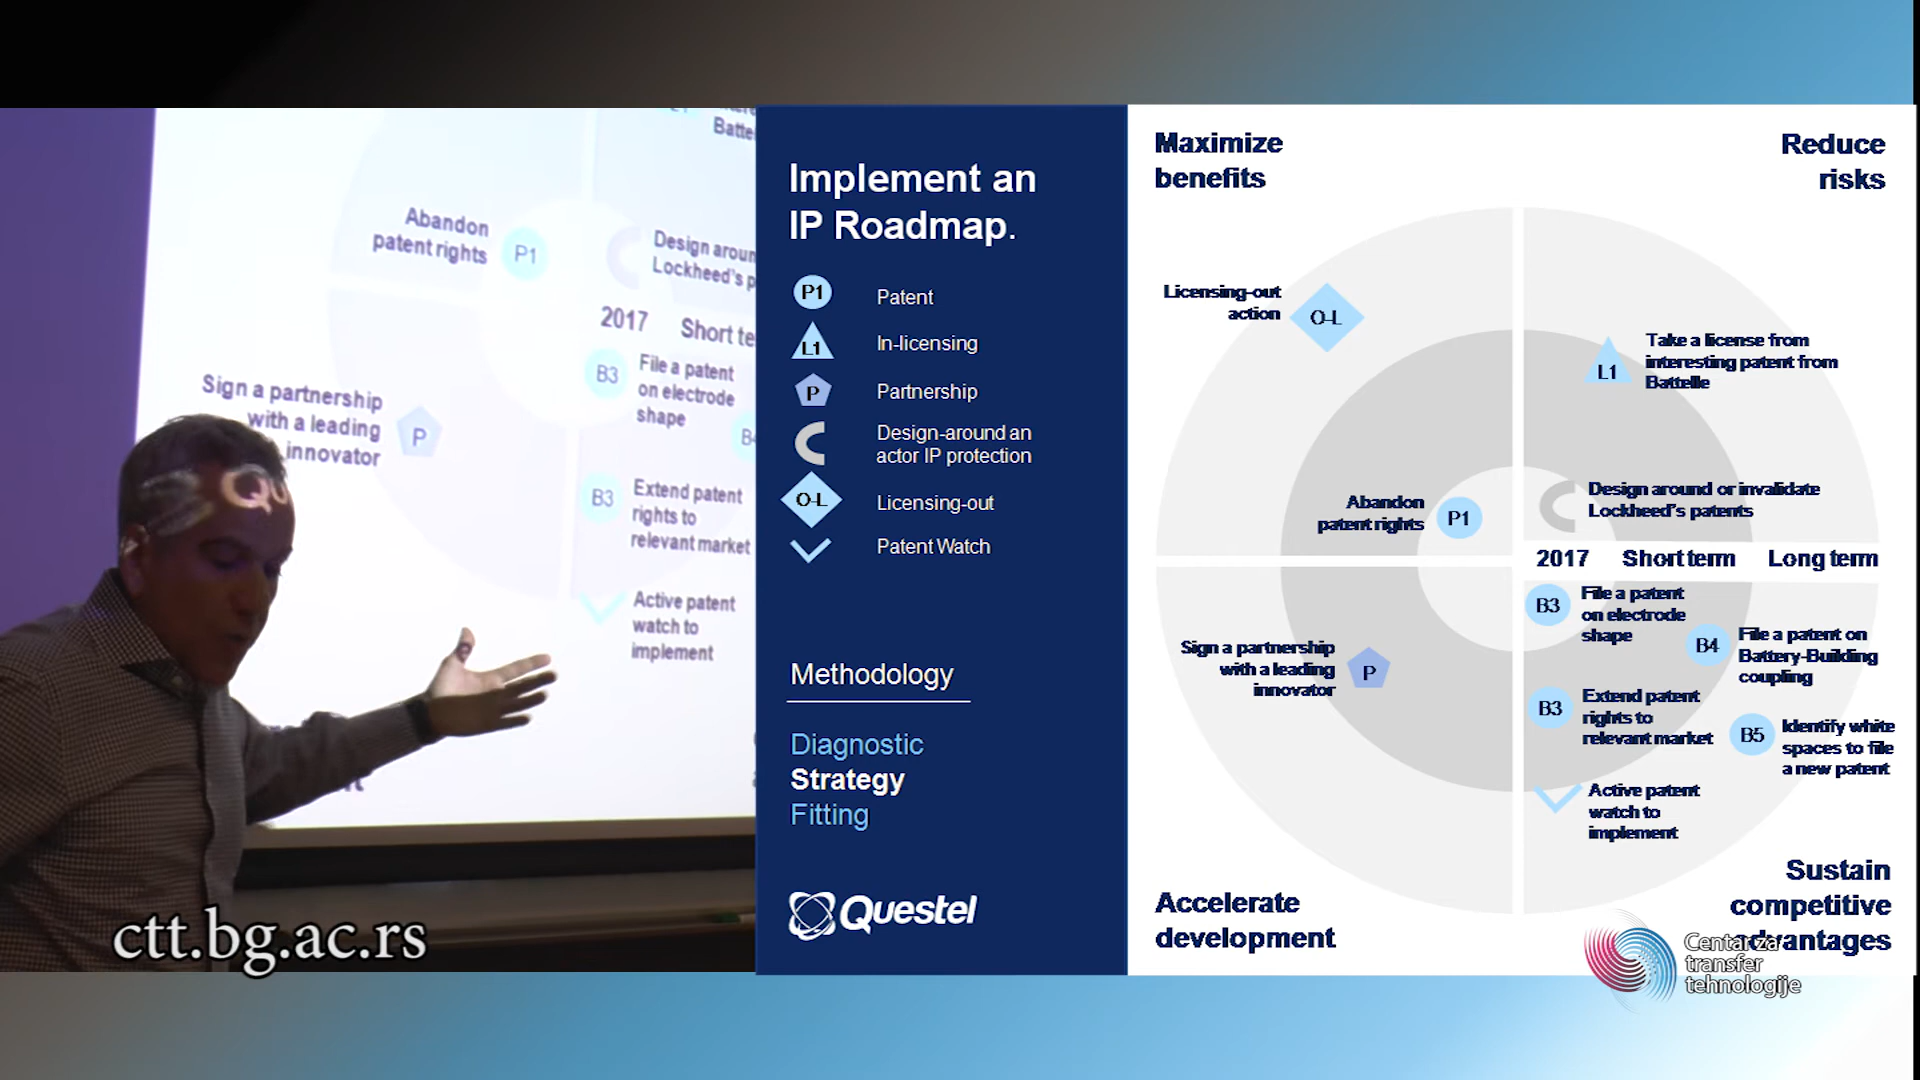 Batte
Abandon
patent rights
P1
Design aroun
Lockheed's p
2017 Short te
B3
File a patent
on electrode
shape
B4
Sign a partnership
with a leading
innovator
P
B3
Extend patent
rights to
relevant market
Active patent
watch to
implement
QU
ctt.bg.ac.rs
Implement an
IP Roadmap.
P1 Patent
L1 In-licensing
P Partnership
Design-around an
actor IP protection
O-L Licensing-out
Patent Watch
Methodology
Diagnostic
Strategy
Fitting
Questel
Maximize
benefits
Reduce
risks
Licensing-out
action
O-L
L1
Take a license from
interesting patent from
Battelle
Abandon
patent rights
P1
Design around or invalidate
Lockheed's patents
2017 Short term Long term
B3
File a patent
on electrode
shape
B4
File a patent on
Battery-Building
coupling
Sign a partnership
with a leading
innovator
P
B3
Extend patent
rights to
relevant market
B5
Identify white
spaces to file
a new patent
Active patent
watch to
implement
Accelerate
development
Sustain
competitive
advantages
Centar za
transfer
tehnologije